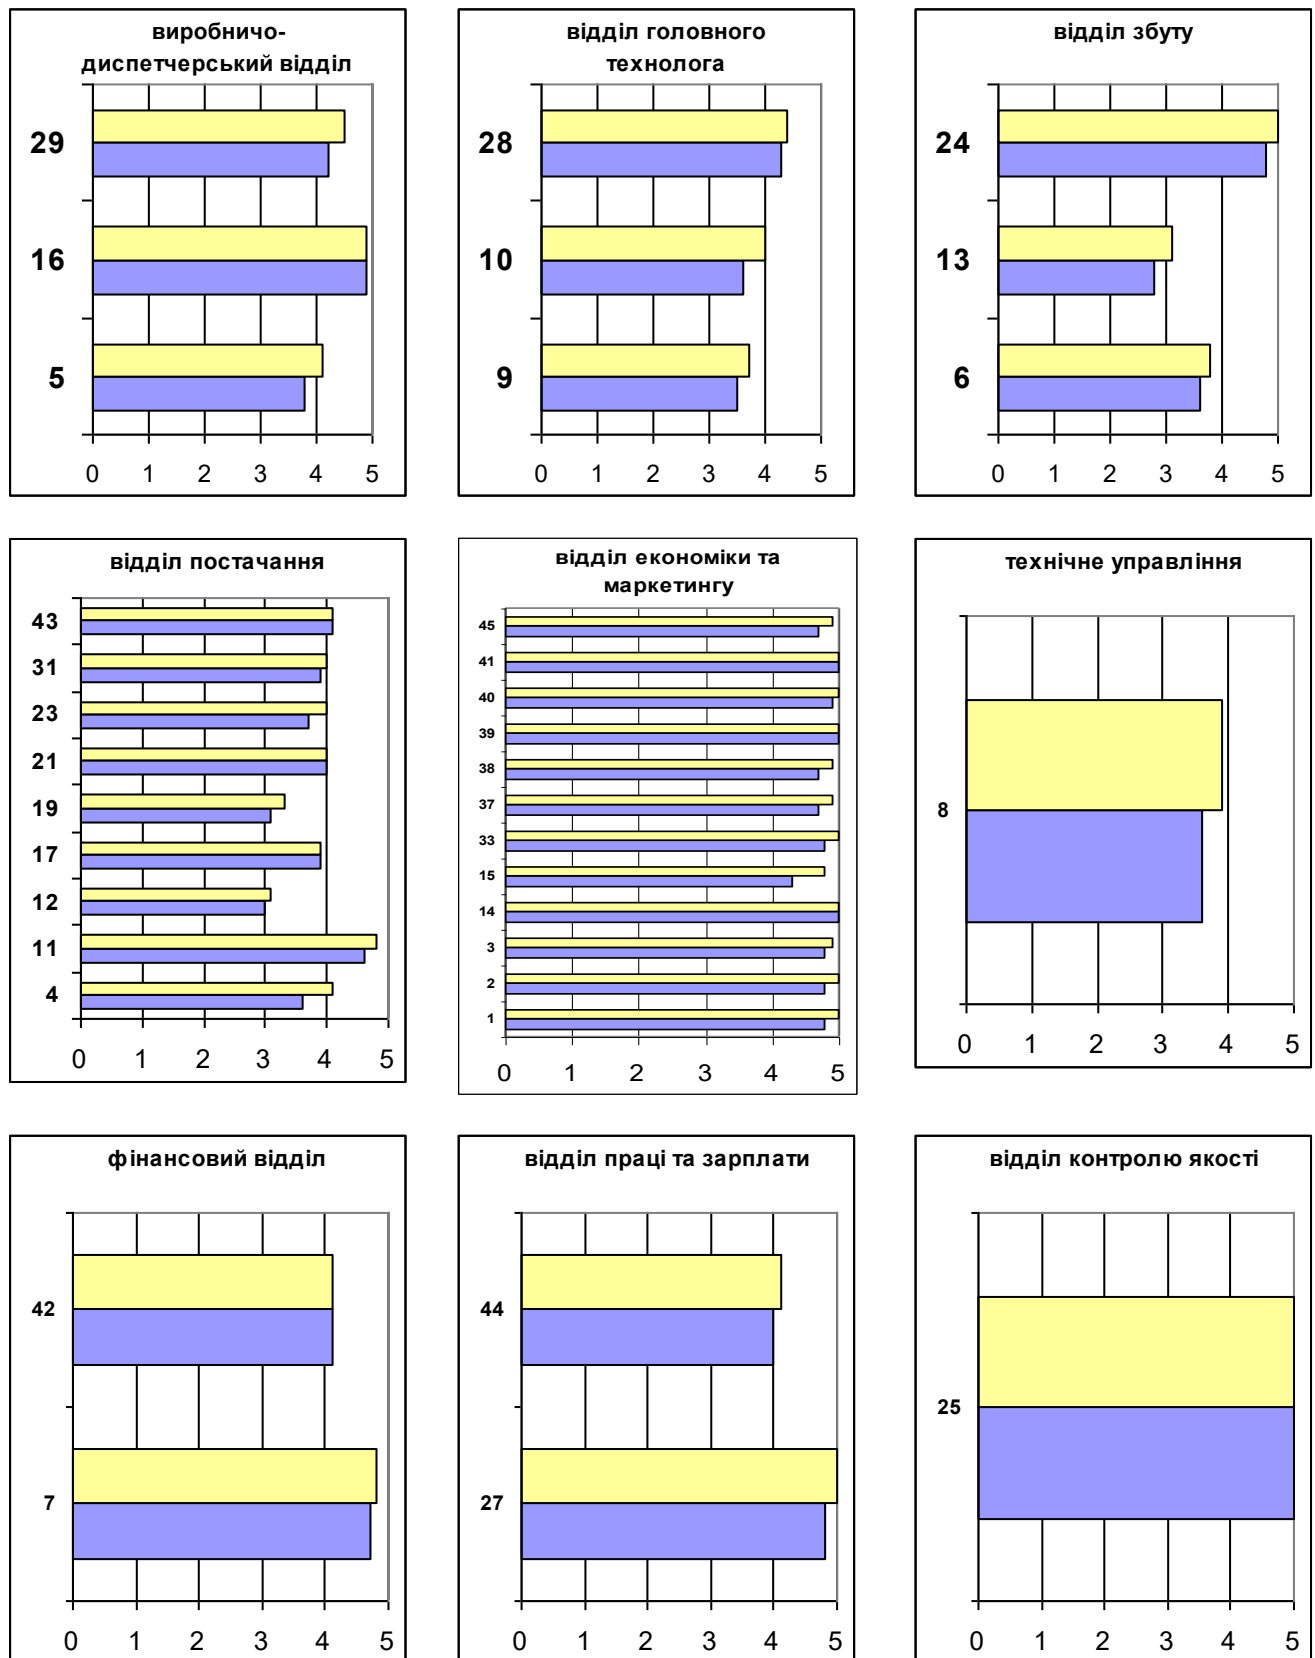 виробничо-
диспетчерський відділ
29
16
5
0 1 2 3 4 5
відділ головного
технолога
28
10
9
0 1 2 3 4 5
відділ збуту
24
13
6
0 1 2 3 4 5
відділ постачання
43
31
23
21
19
17
12
11
4
0 1 2 3 4 5
відділ економіки та
маркетингу
45
41
40
39
38
37
33
15
14
3
2
1
0 1 2 3 4 5
технічне управління
8
0 1 2 3 4 5
фінансовий відділ
42
7
0 1 2 3 4 5
відділ праці та зарплати
44
27
0 1 2 3 4 5
відділ контролю якості
25
0 1 2 3 4 5